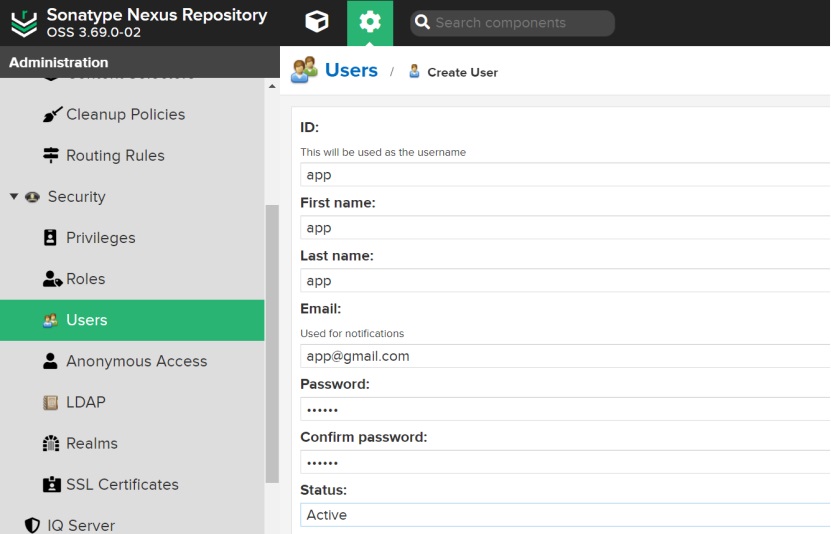 Sonatype Nexus Repository
OSS 3.69.0-02
Search components
Administration
Users / Create User
Content Selectors
Cleanup Policies
Routing Rules
Security
Privileges
Roles
Users
Anonymous Access
LDAP
Realms
SSL Certificates
IQ Server
ID:
This will be used as the username
app
First name:
app
Last name:
app
Email:
Used for notifications
app@gmail.com
Password:
••••••
Confirm password:
••••••
Status:
Active